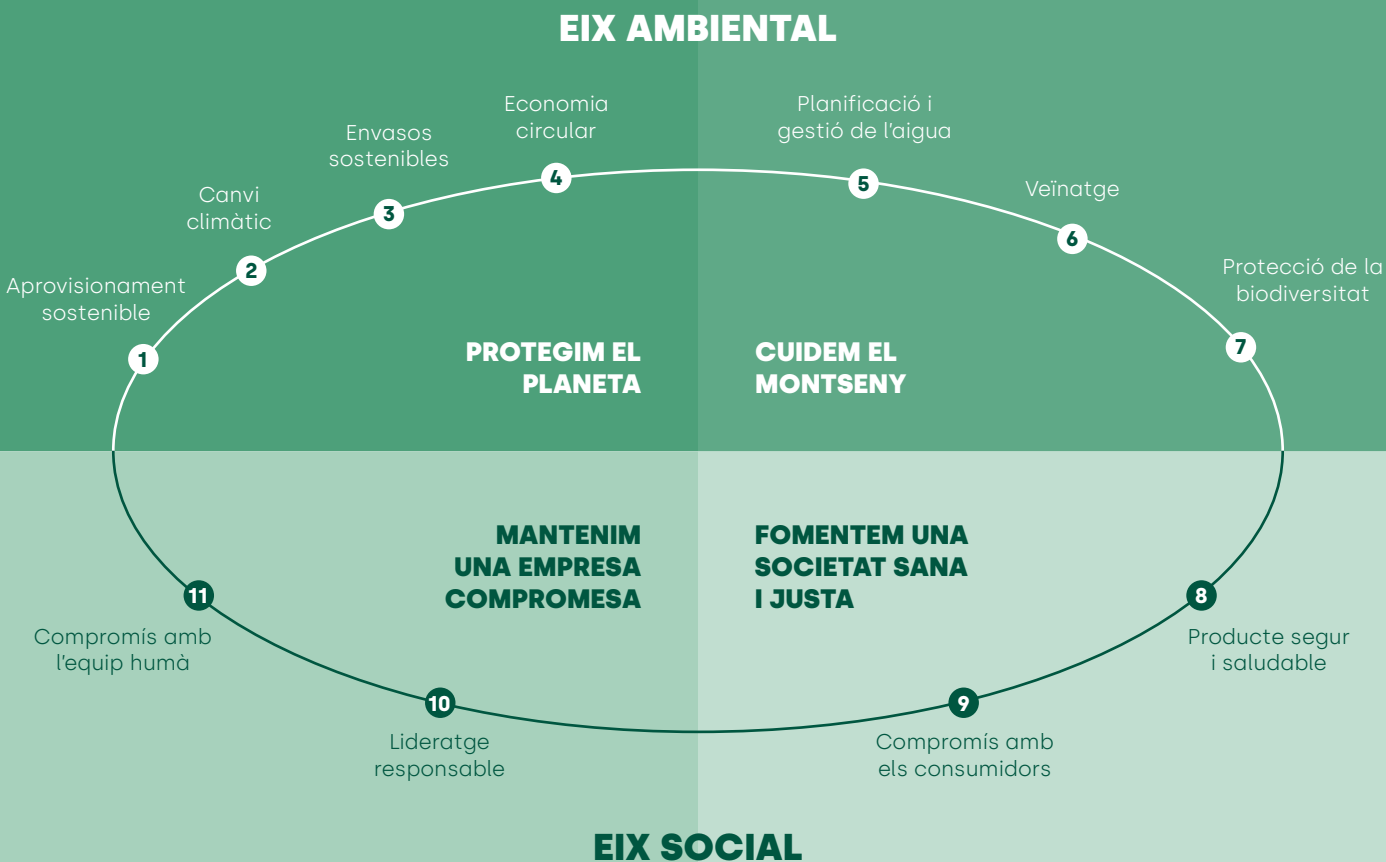 EIX AMBIENTAL
Economia
circular
Planificació i
gestió de l'aigua
Envasos
sostenibles
Canvi
climàtic
Veïnatge
Aprovisionament
sostenible
Protecció de la
biodiversitat
4
5
3
6
2
7
1
PROTEGIM EL
PLANETA
CUIDEM EL
MONTSENY
MANTENIM
UNA EMPRESA
COMPROMESA
FOMENTEM UNA
SOCIETAT SANA
I JUSTA
11
Compromís amb
l'equip humà
8
Producte segur
i saludable
10
Lideratge
responsable
9
Compromís amb
els consumidors
EIX SOCIAL